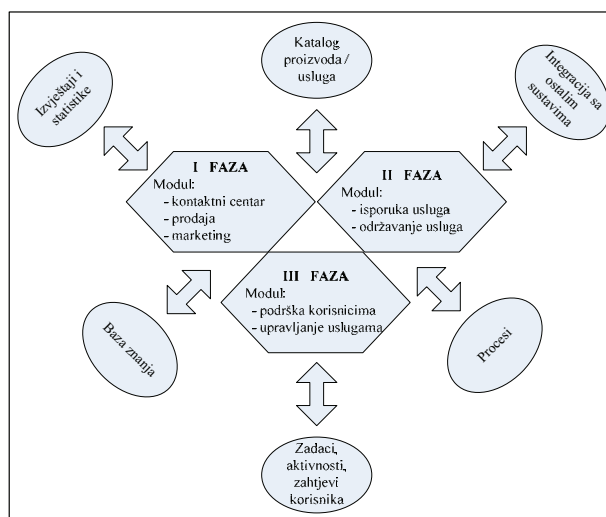 Katalog
proizvoda /
usluga
Izvještaji i
statistike
Integracija sa
ostalim
sustavima
I FAZA
Modul:
- kontaktni centar
- prodaja
- marketing
II FAZA
Modul:
- isporuka usluga
- održavanje usluga
III FAZA
Modul:
- podrška korisnicima
- upravljanje uslugama
Baza znanja
Procesi
Zadaci,
aktivnosti,
zahtjevi
korisnika